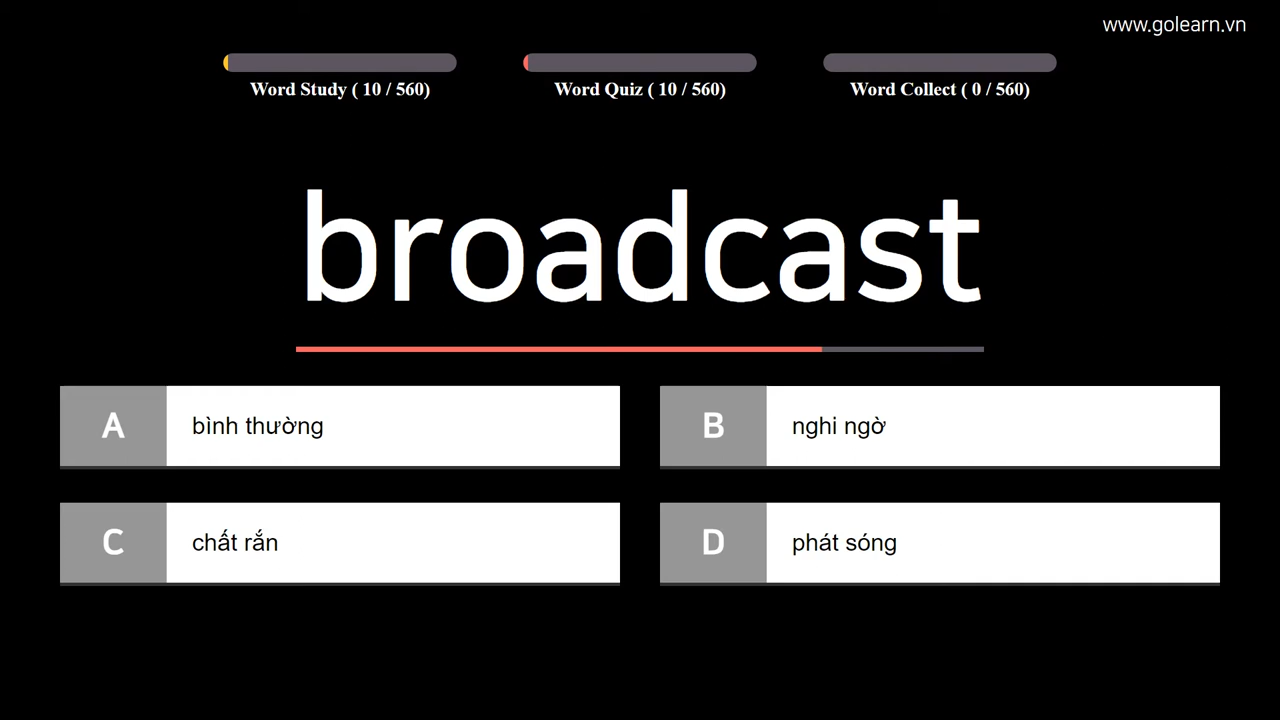 www.golearn.vn
Word Study ( 10 / 560)
Word Quiz ( 10 / 560)
Word Collect ( 0 / 560)
broadcast
A bình thường
B nghi ngờ
C chất rắn
D phát sóng